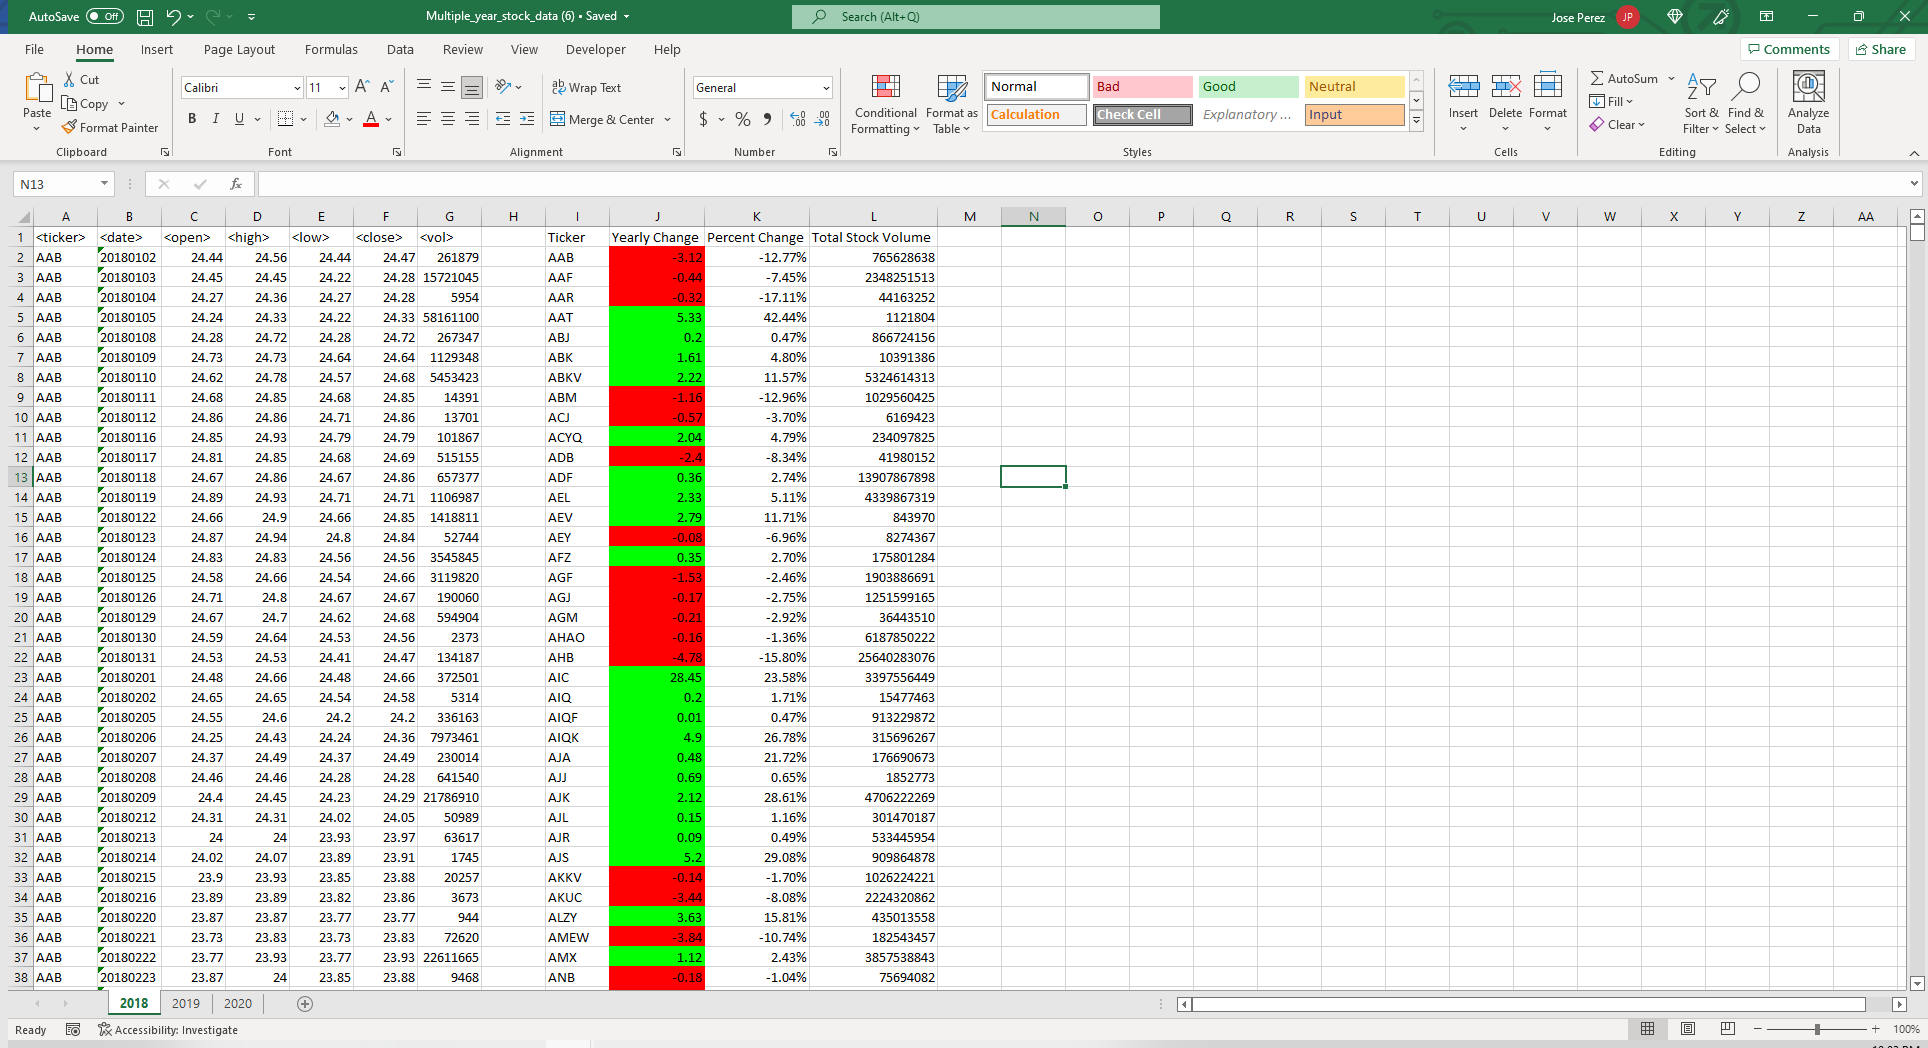 AutoSave Off Multiple_year_stock_data (6) • Saved Search (Alt+Q) Jose Perez JP
File Home Insert Page Layout Formulas Data Review View Developer Help Comments Share
Paste Cut Copy Format Painter Clipboard
Calibri 11 B I U A Font
Wrap Text Merge & Center Alignment
General $ % Number
Conditional Formatting Format as Table
Normal Bad Good Neutral
Calculation Check Cell Explanatory ... Input
Styles
Insert Delete Format Cells
AutoSum Fill Clear Sort & Filter Find & Select Editing
Analyze Data Analysis
N13 fx
A B C D E F G H I J K L M N O P Q R S T U V W X Y Z AA
1 <ticker> <date> <open> <high> <low> <close> <vol> Ticker Yearly Change Percent Change Total Stock Volume
2 AAB 20180102 24.44 24.56 24.44 24.47 261879 AAB -3.12 -12.77% 765628638
3 AAB 20180103 24.45 24.45 24.22 24.28 15721045 AAF -0.44 -7.45% 2348251513
4 AAB 20180104 24.27 24.36 24.27 24.28 5954 AAR -0.32 -17.11% 44163252
5 AAB 20180105 24.24 24.33 24.22 24.33 58161100 AAT 5.33 42.44% 1121804
6 AAB 20180108 24.28 24.72 24.28 24.72 267347 ABJ 0.2 0.47% 866724156
7 AAB 20180109 24.73 24.73 24.64 24.64 1129348 ABK 1.61 4.80% 10391386
8 AAB 20180110 24.62 24.78 24.57 24.68 5453423 ABKV 2.22 11.57% 5324614313
9 AAB 20180111 24.68 24.85 24.68 24.85 14391 ABM -1.16 -12.96% 1029560425
10 AAB 20180112 24.86 24.86 24.71 24.86 13701 ACJ -0.57 -3.70% 6169423
11 AAB 20180116 24.85 24.93 24.79 24.79 101867 ACYQ 2.04 4.79% 234097825
12 AAB 20180117 24.81 24.85 24.68 24.69 515155 ADB -2.4 -8.34% 41980152
13 AAB 20180118 24.67 24.86 24.67 24.86 657377 ADF 0.36 2.74% 13907867898
14 AAB 20180119 24.89 24.93 24.71 24.71 1106987 AEL 2.33 5.11% 4339867319
15 AAB 20180122 24.66 24.9 24.66 24.85 1418811 AEV 2.79 11.71% 843970
16 AAB 20180123 24.87 24.94 24.8 24.84 52744 AEY -0.08 -6.96% 8274367
17 AAB 20180124 24.83 24.83 24.56 24.56 3545845 AFZ 0.35 2.70% 175801284
18 AAB 20180125 24.58 24.66 24.54 24.66 3119820 AGF -1.53 -2.46% 1903886691
19 AAB 20180126 24.71 24.8 24.67 24.67 190060 AGJ -0.17 -2.75% 1251599165
20 AAB 20180129 24.67 24.7 24.62 24.68 594904 AGM -0.21 -2.92% 36443510
21 AAB 20180130 24.59 24.64 24.53 24.56 2373 AHAO -0.16 -1.36% 6187850222
22 AAB 20180131 24.53 24.53 24.41 24.47 134187 AHB -4.78 -15.80% 25640283076
23 AAB 20180201 24.48 24.66 24.48 24.66 372501 AIC 28.45 23.58% 3397556449
24 AAB 20180202 24.65 24.65 24.54 24.58 5314 AIQ 0.2 1.71% 15477463
25 AAB 20180205 24.55 24.6 24.2 24.2 336163 AIQF 0.01 0.47% 913229872
26 AAB 20180206 24.25 24.43 24.24 24.36 7973461 AIQK 4.9 26.78% 315696267
27 AAB 20180207 24.37 24.49 24.37 24.49 230014 AJA 0.48 21.72% 176690673
28 AAB 20180208 24.46 24.46 24.28 24.28 641540 AJJ 0.69 0.65% 1852773
29 AAB 20180209 24.4 24.45 24.23 24.29 21786910 AJK 2.12 28.61% 4706222269
30 AAB 20180212 24.31 24.31 24.02 24.05 50989 AJL 0.15 1.16% 301470187
31 AAB 20180213 24 24 23.93 23.97 63617 AJR 0.09 0.49% 533445954
32 AAB 20180214 24.02 24.07 23.89 23.91 1745 AJS 5.2 29.08% 909864878
33 AAB 20180215 23.9 23.93 23.85 23.88 20257 AKKV -0.14 -1.70% 1026224221
34 AAB 20180216 23.89 23.89 23.82 23.86 3673 AKUC -3.44 -8.08% 2224320862
35 AAB 20180220 23.87 23.87 23.77 23.77 944 ALZY 3.63 15.81% 435013558
36 AAB 20180221 23.73 23.83 23.73 23.83 72620 AMEW -3.84 -10.74% 182543457
37 AAB 20180222 23.77 23.93 23.77 23.93 22611665 AMX 1.12 2.43% 3857538843
38 AAB 20180223 23.87 24 23.85 23.88 9468 ANB -0.18 -1.04% 75694082
2018 2019 2020
Ready Accessibility: Investigate 100%